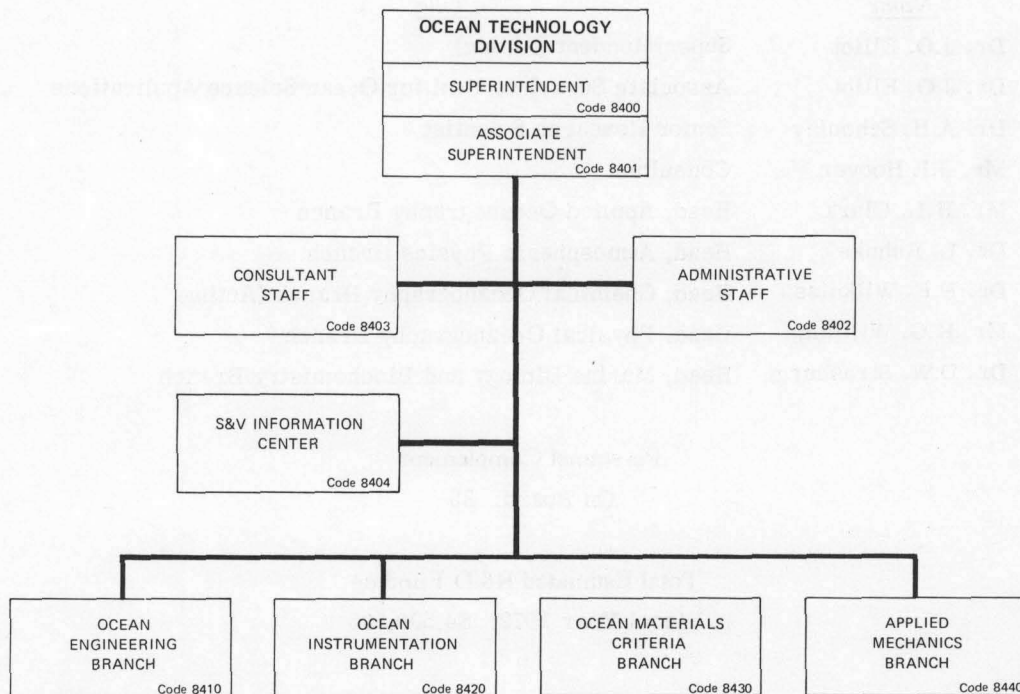 OCEAN TECHNOLOGY
DIVISION
SUPERINTENDENT
Code 8400
ASSOCIATE
SUPERINTENDENT
Code 8401
CONSULTANT
STAFF
Code 8403
ADMINISTRATIVE
STAFF
Code 8402
S&V INFORMATION
CENTER
Code 8404
OCEAN
ENGINEERING
BRANCH
Code 8410
OCEAN
INSTRUMENTATION
BRANCH
Code 8420
OCEAN MATERIALS
CRITERIA
BRANCH
Code 8430
APPLIED
MECHANICS
BRANCH
Code 8440